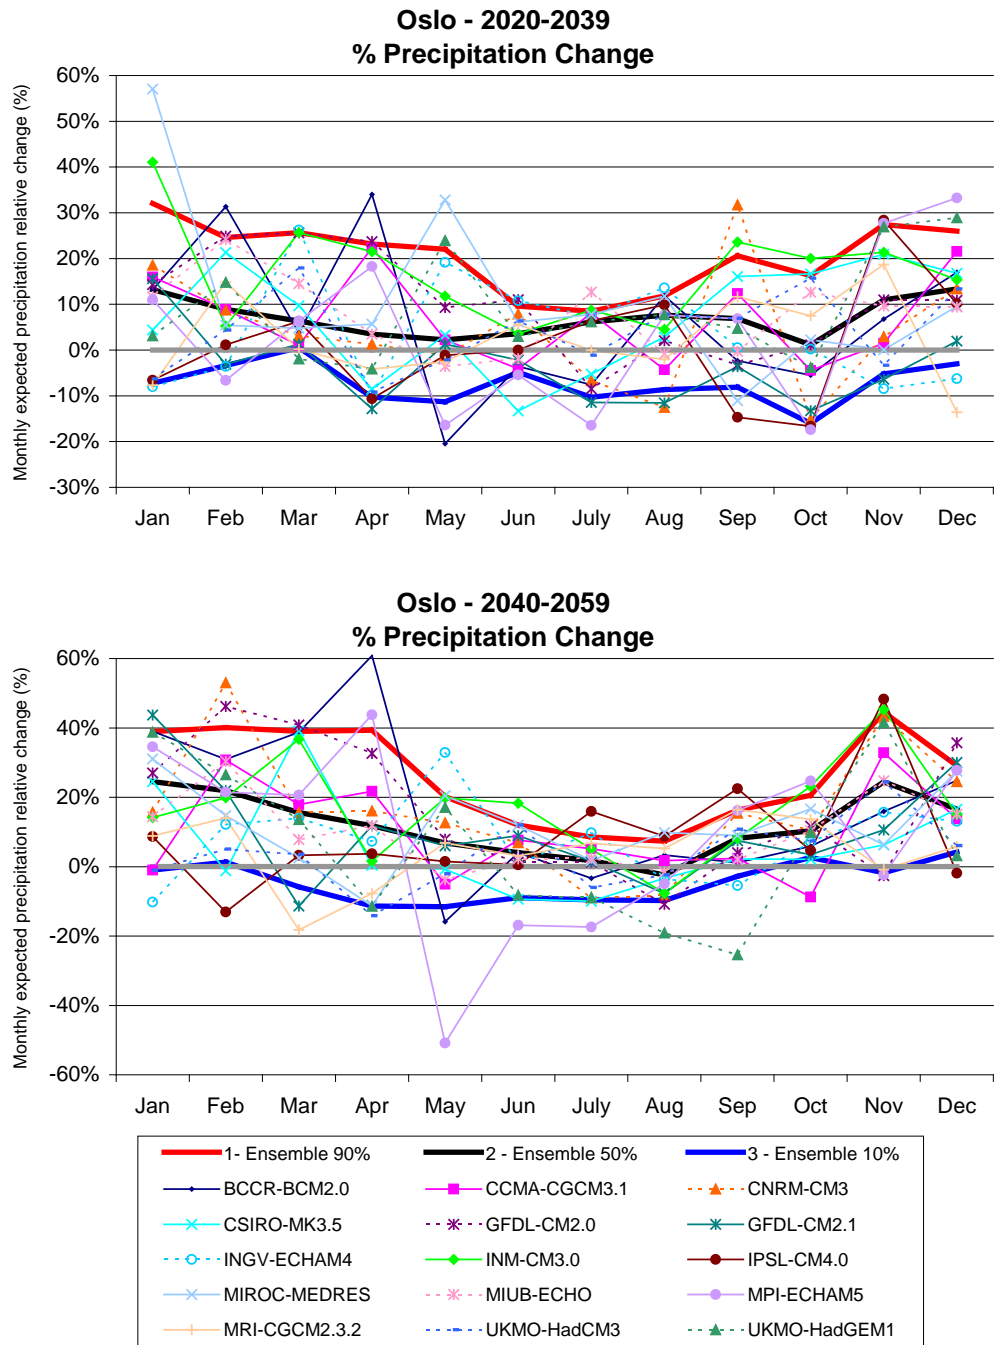 Oslo - 2020-2039
% Precipitation Change
Monthly expected precipitation relative change (%)
60%
50%
40%
30%
20%
10%
0%
-10%
-20%
-30%
Jan Feb Mar Apr May Jun July Aug Sep Oct Nov Dec
Oslo - 2040-2059
% Precipitation Change
Monthly expected precipitation relative change (%)
60%
40%
20%
0%
-20%
-40%
-60%
Jan Feb Mar Apr May Jun July Aug Sep Oct Nov Dec
1- Ensemble 90% 2 - Ensemble 50% 3 - Ensemble 10%
BCCR-BCM2.0 CCMA-CGCM3.1 CNRM-CM3
CSIRO-MK3.5 GFDL-CM2.0 GFDL-CM2.1
INGV-ECHAM4 INM-CM3.0 IPSL-CM4.0
MIROC-MEDRES MIUB-ECHO MPI-ECHAM5
MRI-CGCM2.3.2 UKMO-HadCM3 UKMO-HadGEM1